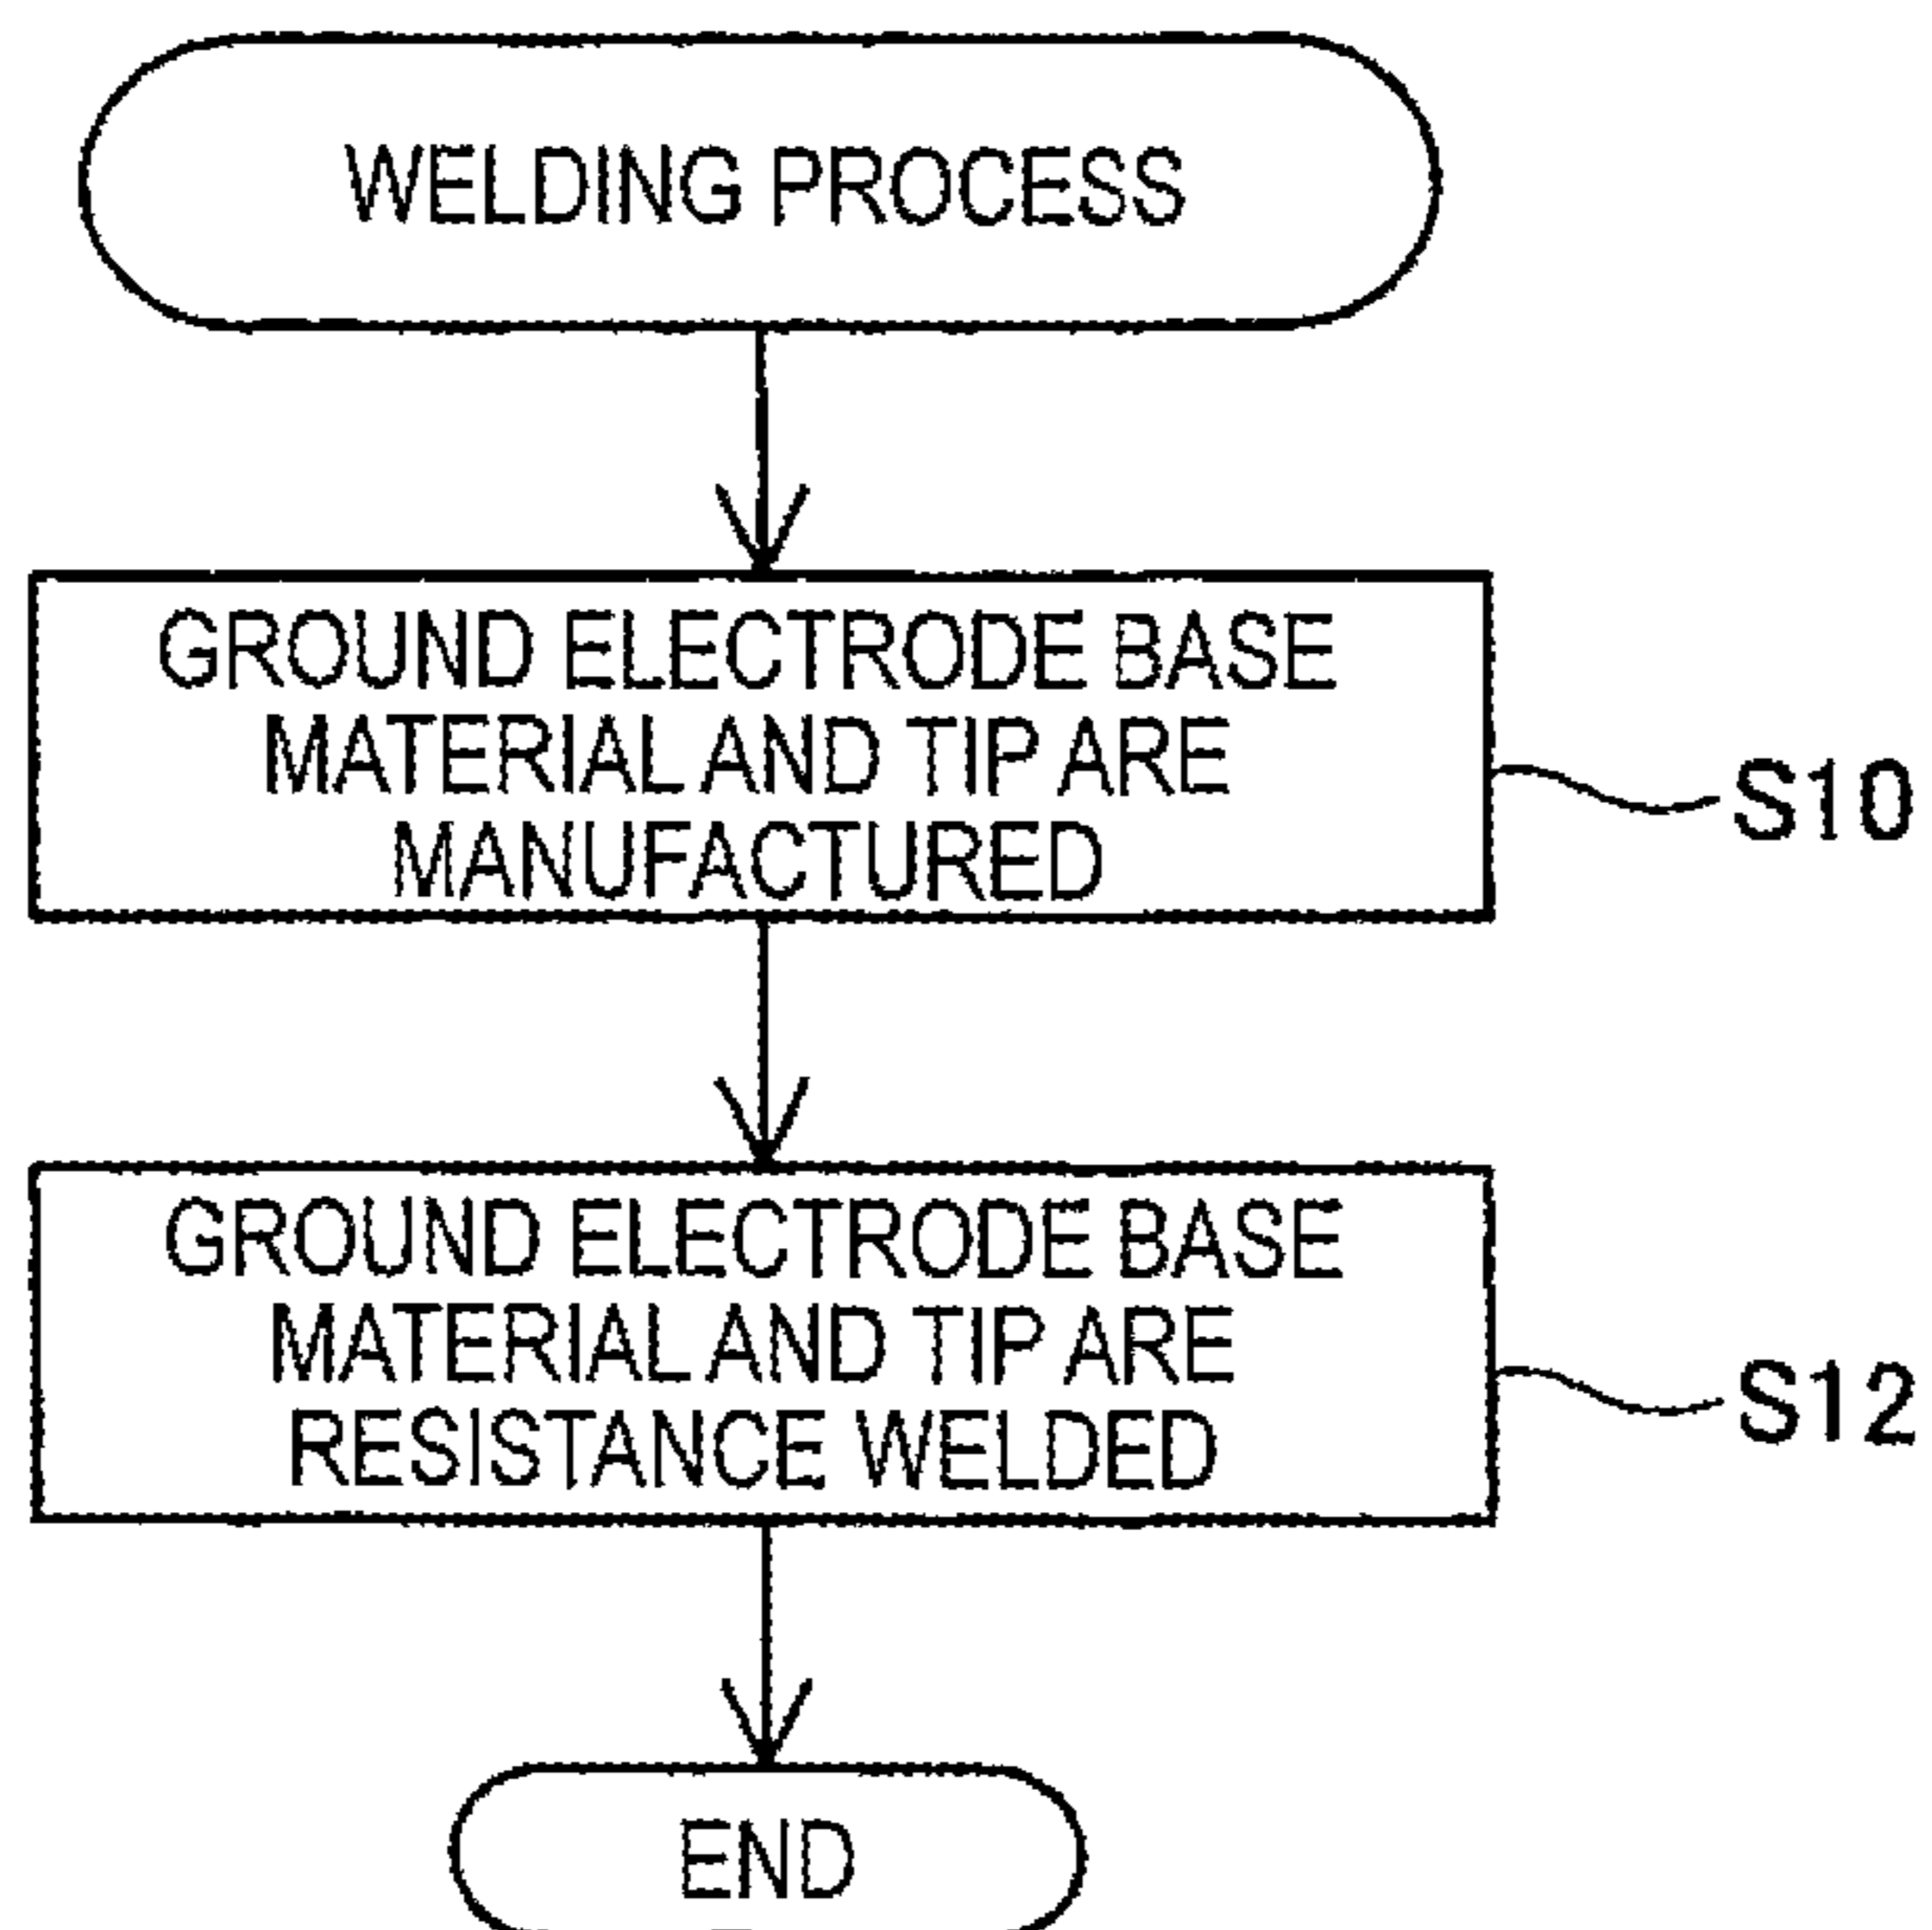 WELDING PROCESS
GROUND ELECTRODE BASE
MATERIAL AND TIP ARE
MANUFACTURED
S10
GROUND ELECTRODE BASE
MATERIAL AND TIP ARE
RESISTANCE WELDED
S12
END